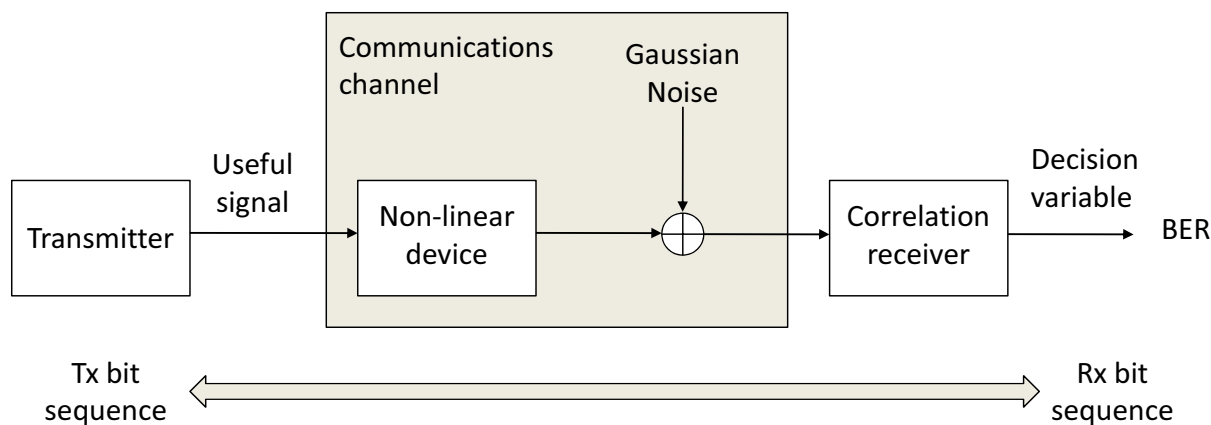 Communications
channel
Gaussian
Noise
Useful
signal
Decision
variable
Transmitter
Non-linear
device
Correlation
receiver
BER
Tx bit
sequence
Rx bit
sequence